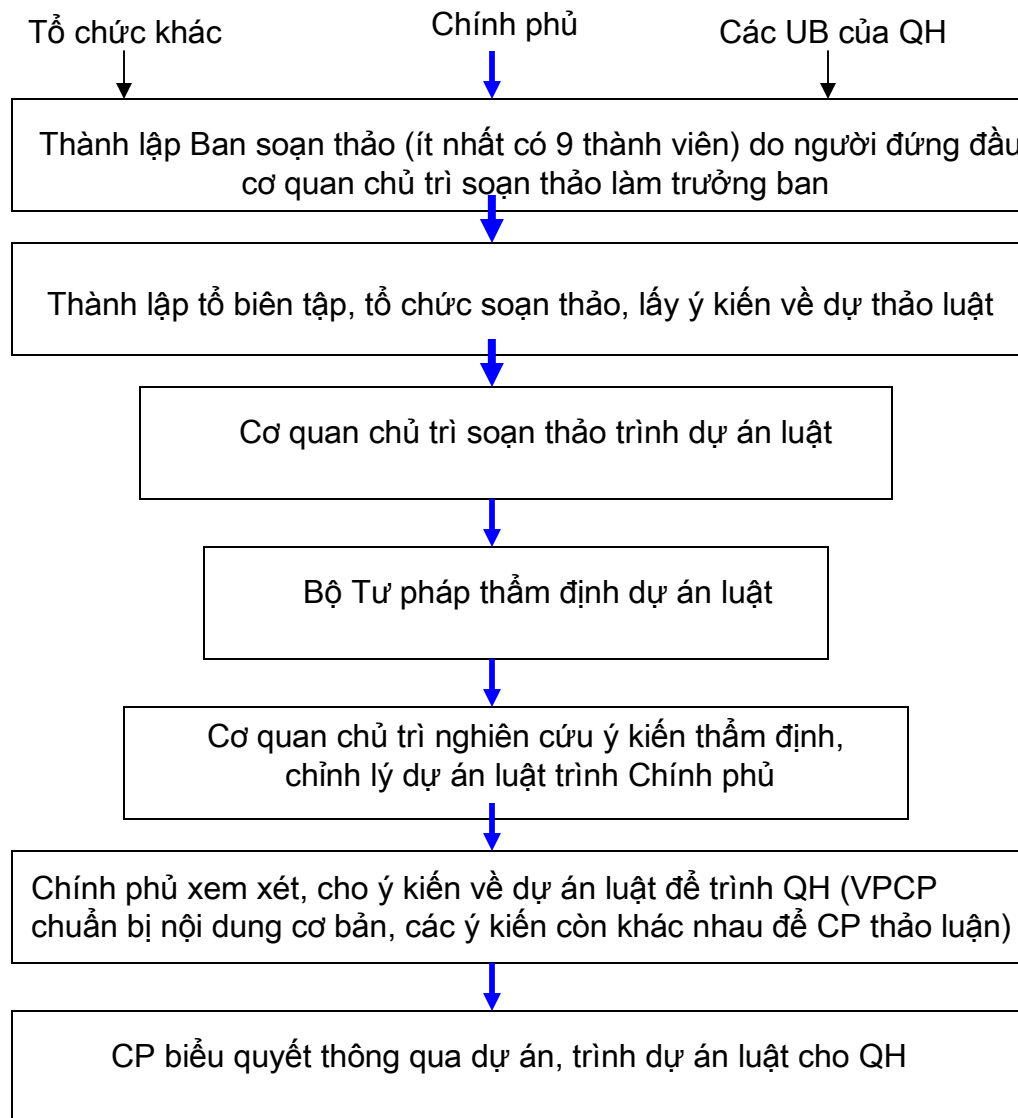 Tổ chức khác
Chính phủ
Các UB của QH
Thành lập Ban soạn thảo (ít nhất có 9 thành viên) do người đứng đầu
cơ quan chủ trì soạn thảo làm trưởng ban
Thành lập tổ biên tập, tổ chức soạn thảo, lấy ý kiến về dự thảo luật
Cơ quan chủ trì soạn thảo trình dự án luật
Bộ Tư pháp thẩm định dự án luật
Cơ quan chủ trì nghiên cứu ý kiến thẩm định,
chỉnh lý dự án luật trình Chính phủ
Chính phủ xem xét, cho ý kiến về dự án luật để trình QH (VPCP
chuẩn bị nội dung cơ bản, các ý kiến còn khác nhau để CP thảo luận)
CP biểu quyết thông qua dự án, trình dự án luật cho QH